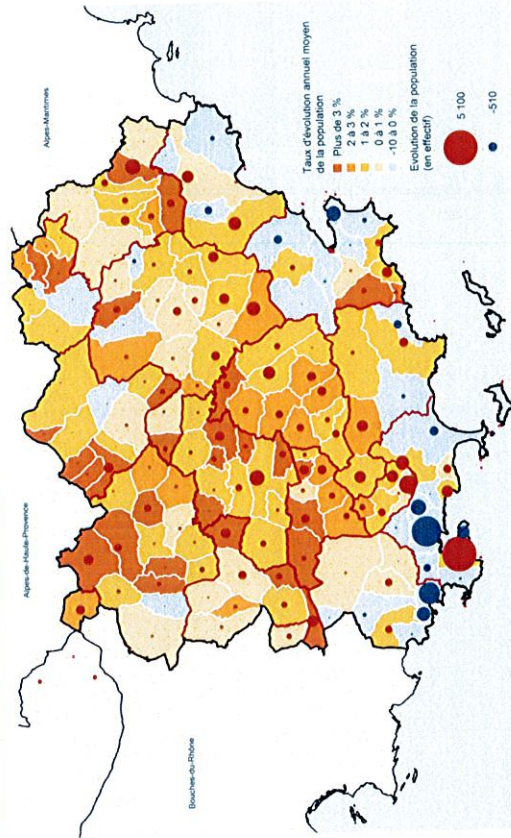 Alpes-de-Haute-Provence
Alpes-Maritimes
Bouches-du-Rhône
Taux d'évolution annuel moyen
de la population
Plus de 3 %
2 à 3 %
1 à 2 %
0 à 1 %
-10 à 0 %
Evolution de la population
(en effectif)
5 100
-510